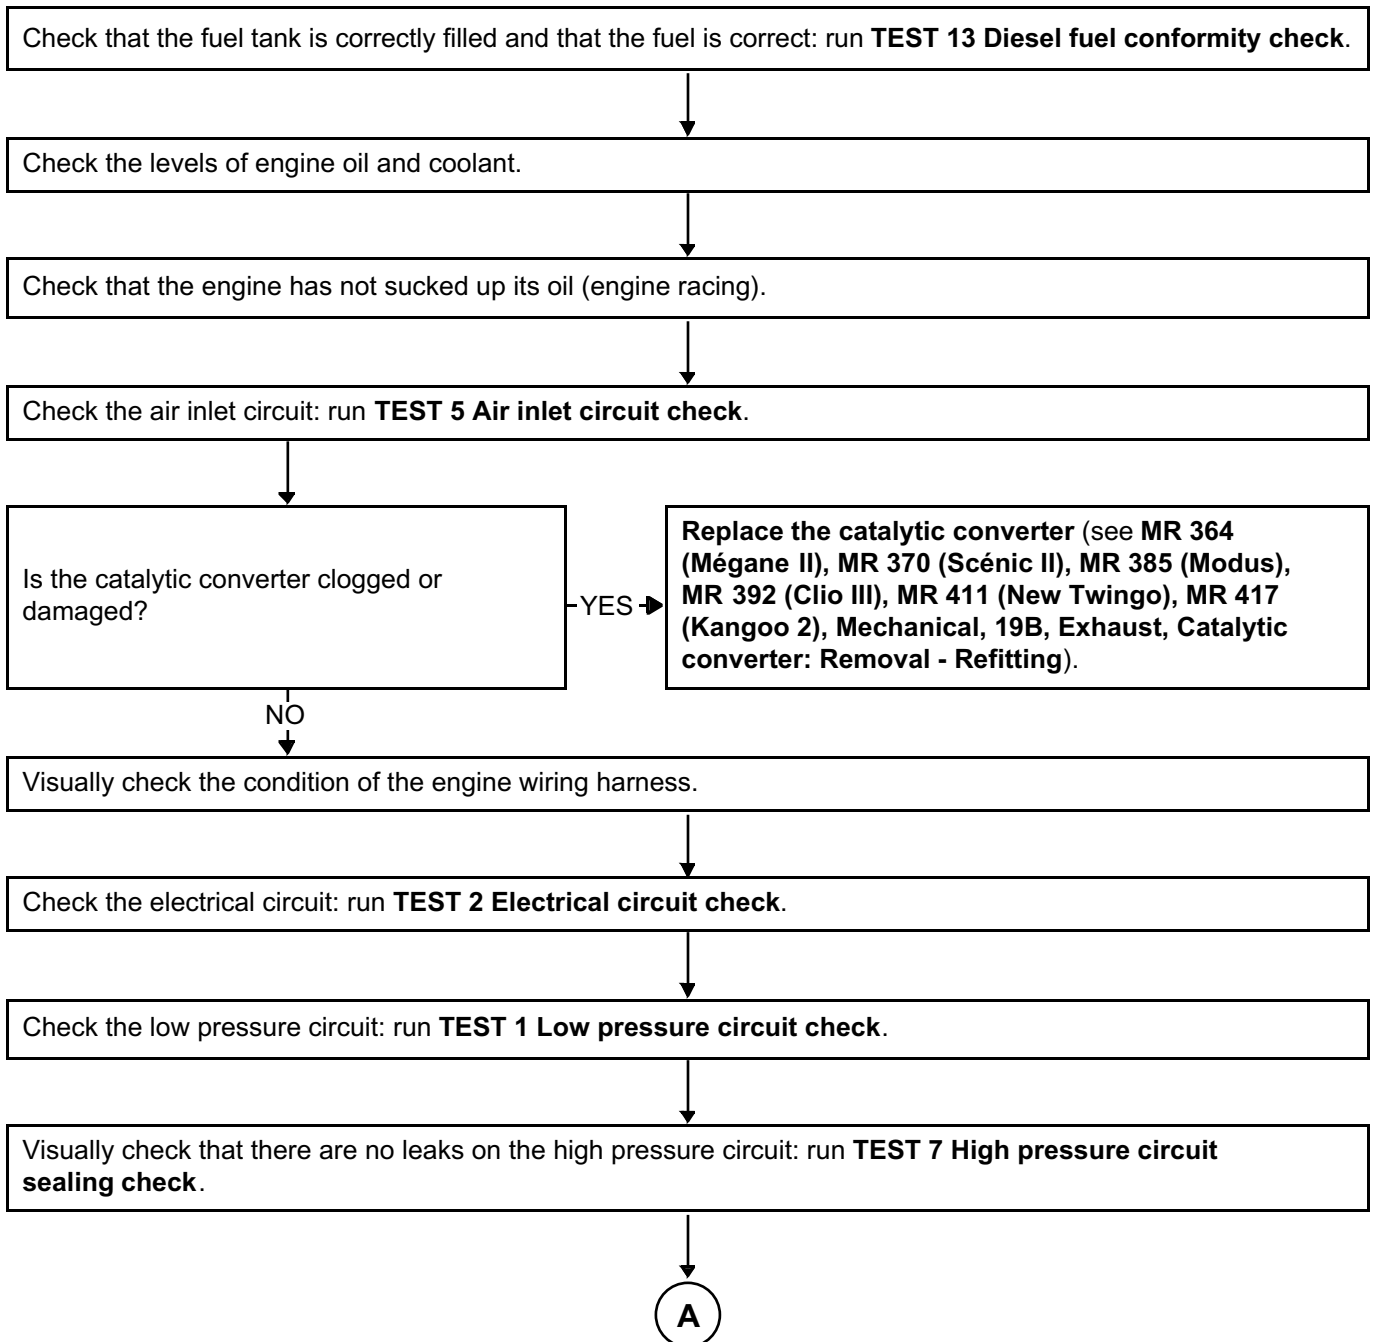 Check that the fuel tank is correctly filled and that the fuel is correct: run TEST 13 Diesel fuel conformity check.
Check the levels of engine oil and coolant.
Check that the engine has not sucked up its oil (engine racing).
Check the air inlet circuit: run TEST 5 Air inlet circuit check.
Is the catalytic converter clogged or
damaged?
YES
Replace the catalytic converter (see MR 364
(Mégane II), MR 370 (Scénic II), MR 385 (Modus),
MR 392 (Clio III), MR 411 (New Twingo), MR 417
(Kangoo 2), Mechanical, 19B, Exhaust, Catalytic
converter: Removal - Refitting).
NO
Visually check the condition of the engine wiring harness.
Check the electrical circuit: run TEST 2 Electrical circuit check.
Check the low pressure circuit: run TEST 1 Low pressure circuit check.
Visually check that there are no leaks on the high pressure circuit: run TEST 7 High pressure circuit
sealing check.
A